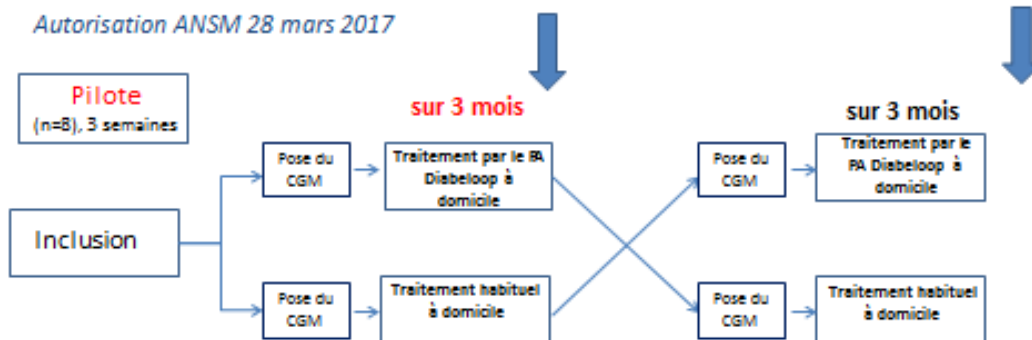 Autorisation ANSM 28 mars 2017
Pilote
(n=8), 3 semaines
sur 3 mois
sur 3 mois
Pose du
CGM
Traitement par le PA
Diabeloop à
domicile
Pose du
CGM
Traitement par le
PA Diabeloop à
domicile
Inclusion
Pose du
CGM
Traitement habituel
à domicile
Pose du
CGM
Traitement habituel
à domicile